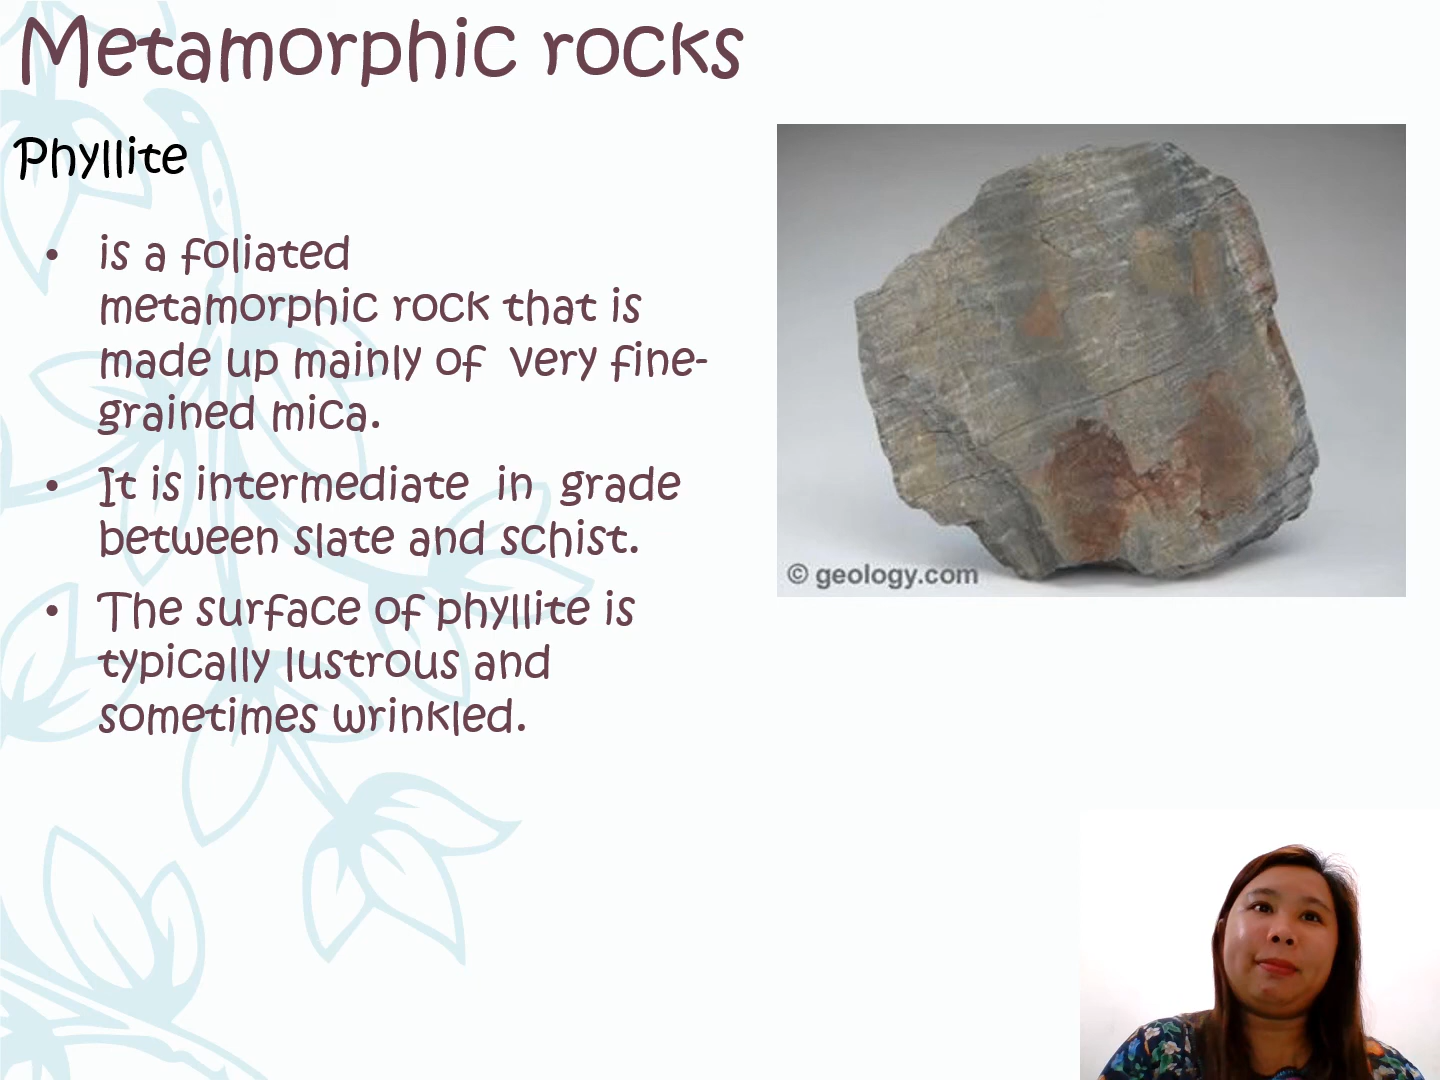 Metamorphic rocks
Phyllite
• is a foliated
metamorphic rock that is
made up mainly of very fine-
grained mica.
• It is intermediate in grade
between slate and schist.
• The surface of phyllite is
typically lustrous and
sometimes wrinkled.
© geology.com